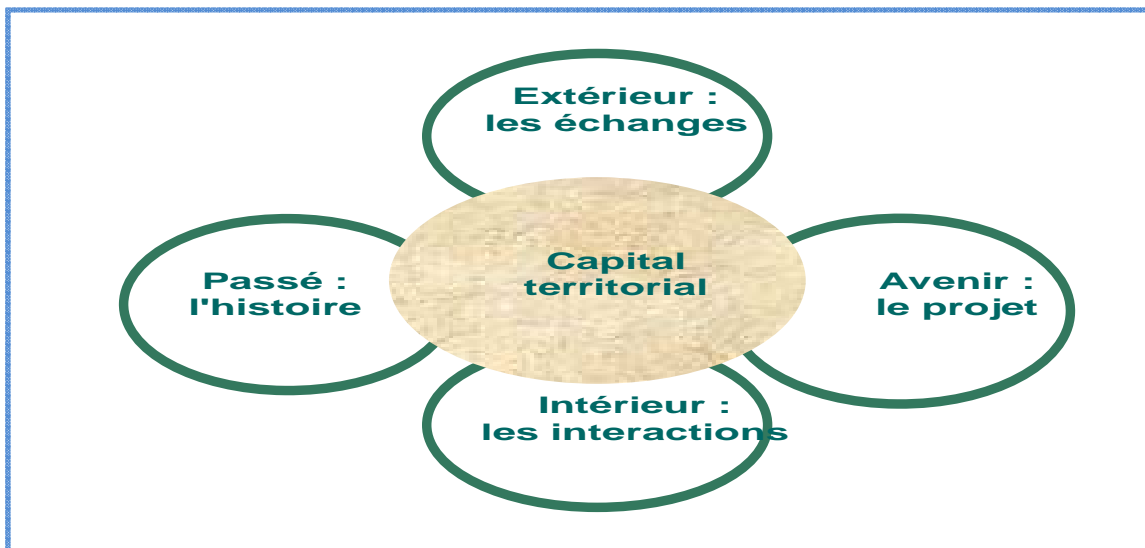 Extérieur :
les échanges
Passé :
l'histoire
Capital
territorial
Avenir :
le projet
Intérieur :
les interactions